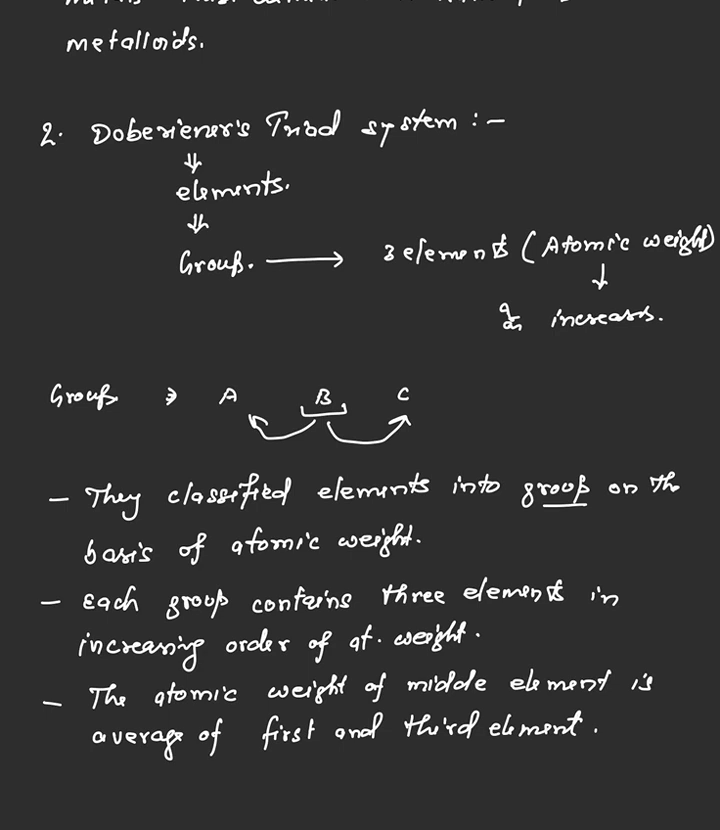 metalloids.
2. Doberiener's Triad system :-
elements.
Group. → 3 elements (Atomic weight)
increases.
Group → A B C
- They classified elements into group on the
basis of atomic weight.
- Each group contains three elements in
increasing order of at. weight.
- The atomic weight of middle element is
average of first and third element.